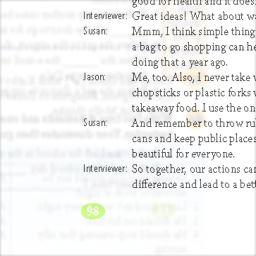 good for health and it does
Interviewer: Great ideas! What about wa
Susan: Mmm, I think simple thing
a bag to go shopping can he
doing that a year ago.
Jason: Me, too. Also, I never take w
chopsticks or plastic forks w
takeaway food. I use the on
Susan: And remember to throw ru
cans and keep public places
beautiful for everyone.
Interviewer: So together, our actions can
difference and lead to a bett
98